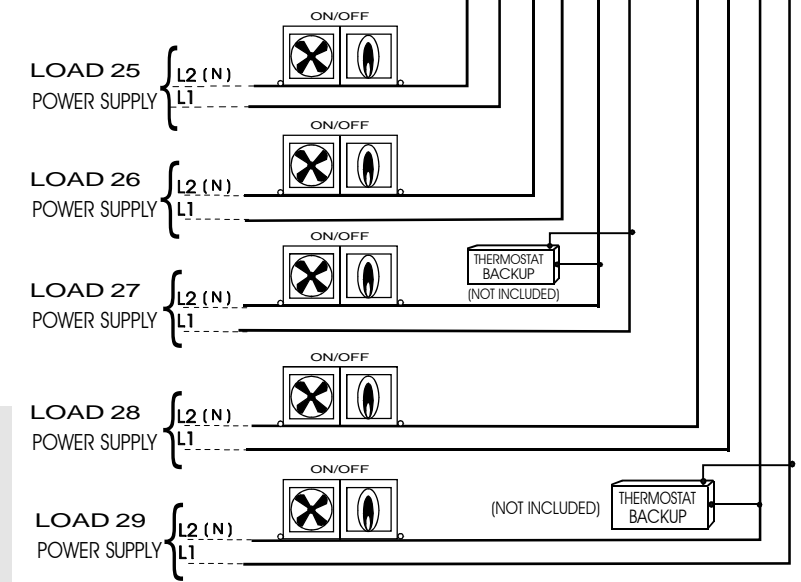 ON/OFF
LOAD 25
L2 (N)
POWER SUPPLY
L1
ON/OFF
LOAD 26
L2 (N)
POWER SUPPLY
L1
ON/OFF
THERMOSTAT
BACKUP
(NOT INCLUDED)
LOAD 27
L2 (N)
POWER SUPPLY
L1
ON/OFF
LOAD 28
L2 (N)
POWER SUPPLY
L1
ON/OFF
(NOT INCLUDED)
THERMOSTAT
BACKUP
LOAD 29
L2 (N)
POWER SUPPLY
L1